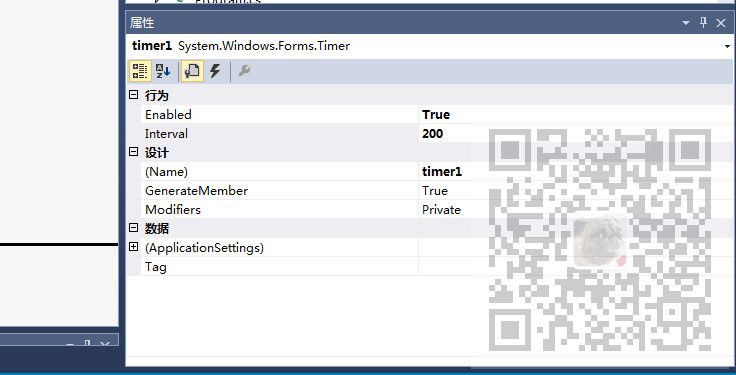 Program.cs
属性
timer1 System.Windows.Forms.Timer
行为
Enabled True
Interval 200
设计
(Name) timer1
GenerateMember True
Modifiers Private
数据
(ApplicationSettings)
Tag